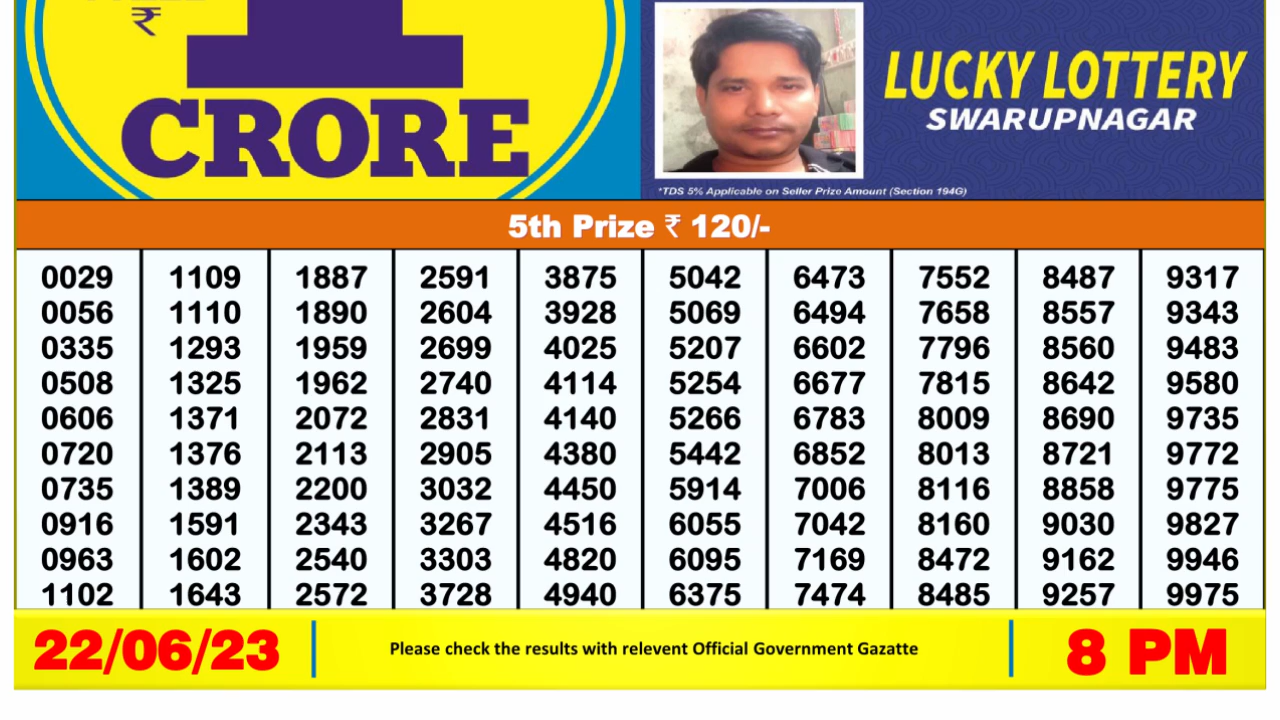 ₹
1
CRORE
LUCKY LOTTERY
SWARUPNAGAR
*TDS 5% Applicable on Seller Prize Amount (Section 194G)
5th Prize ₹ 120/-
0029 1109 1887 2591 3875 5042 6473 7552 8487 9317
0056 1110 1890 2604 3928 5069 6494 7658 8557 9343
0335 1293 1959 2699 4025 5207 6602 7796 8560 9483
0508 1325 1962 2740 4114 5254 6677 7815 8642 9580
0606 1371 2072 2831 4140 5266 6783 8009 8690 9735
0720 1376 2113 2905 4380 5442 6852 8013 8721 9772
0735 1389 2200 3032 4450 5914 7006 8116 8858 9775
0916 1591 2343 3267 4516 6055 7042 8160 9030 9827
0963 1602 2540 3303 4820 6095 7169 8472 9162 9946
1102 1643 2572 3728 4940 6375 7474 8485 9257 9975
22/06/23
Please check the results with relevent Official Government Gazatte
8 PM